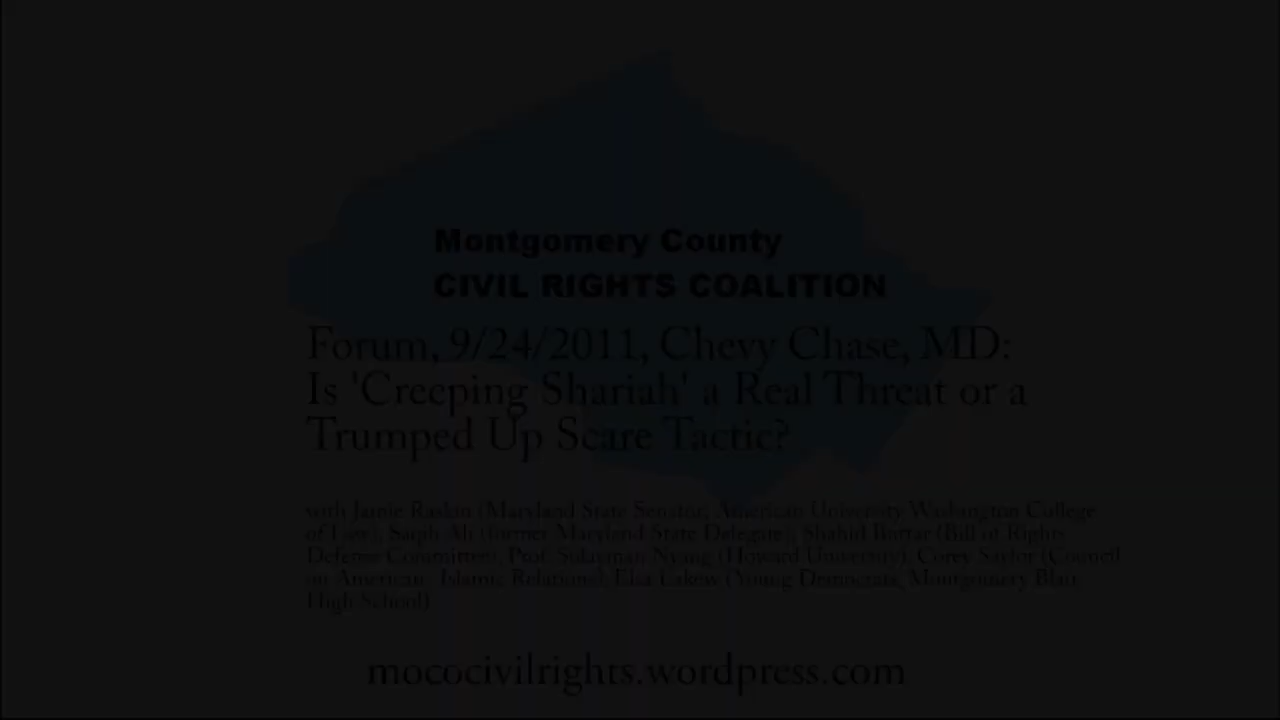 Montgomery County
CIVIL RIGHTS COALITION
Forum, 9/24/2011, Chevy Chase, MD:
Is 'Creeping Shariah' a Real Threat or a
Trumped Up Scare Tactic?
with Jamie Raskin (Maryland State Senator; American University Washington College
of Law); Saqib Ali (former Maryland State Delegate); Shahid Buttar (Bill of Rights
Defense Committee); Prof. Sulayman Nyang (Howard University); Corey Saylor (Council
on American Islamic Relations); (Young Democrats, Montgomery Blair
High School)
mococivilrights.wordpress.com